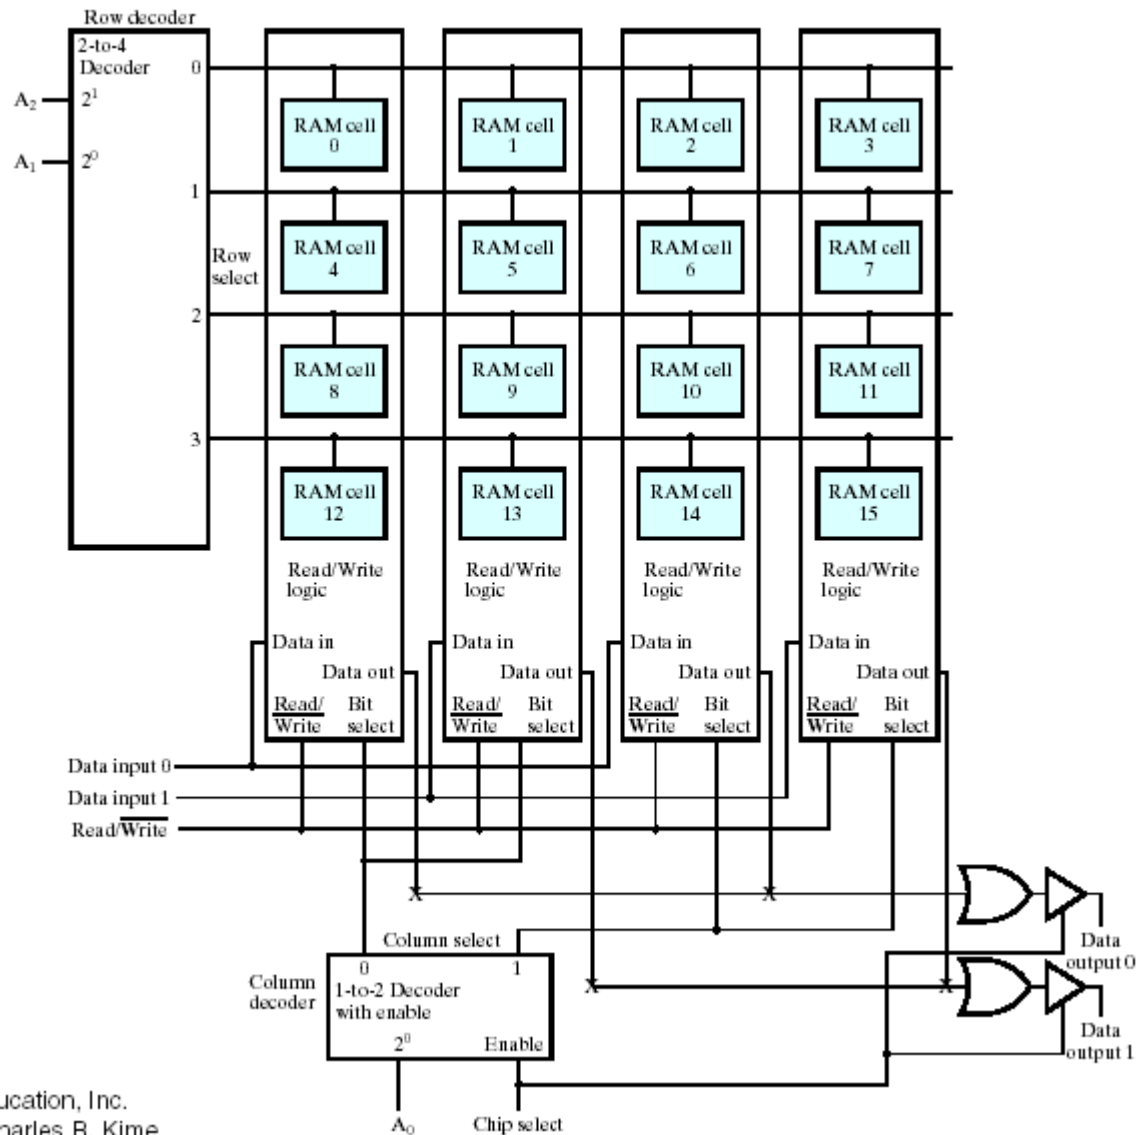 Row decoder
2-to-4
Decoder
0
A₂
2¹
A₁
2⁰
RAM cell
0
RAM cell
1
RAM cell
2
RAM cell
3
1
Row
select
RAM cell
4
RAM cell
5
RAM cell
6
RAM cell
7
2
RAM cell
8
RAM cell
9
RAM cell
10
RAM cell
11
3
RAM cell
12
RAM cell
13
RAM cell
14
RAM cell
15
Read/Write
logic
Read/Write
logic
Read/Write
logic
Read/Write
logic
Data in
Data in
Data in
Data in
Data out
Data out
Data out
Data out
Read/
Write
Bit
select
Read/
Write
Bit
select
Read/
Write
Bit
select
Read/
Write
Bit
select
Data input 0
Data input 1
Read/Write
X
X
Data
output 0
Column select
Column
decoder
0
1
1-to-2 Decoder
with enable
2⁰
Enable
X
X
Data
output 1
A₀
Chip select
ucation, Inc.
harles R. Kime